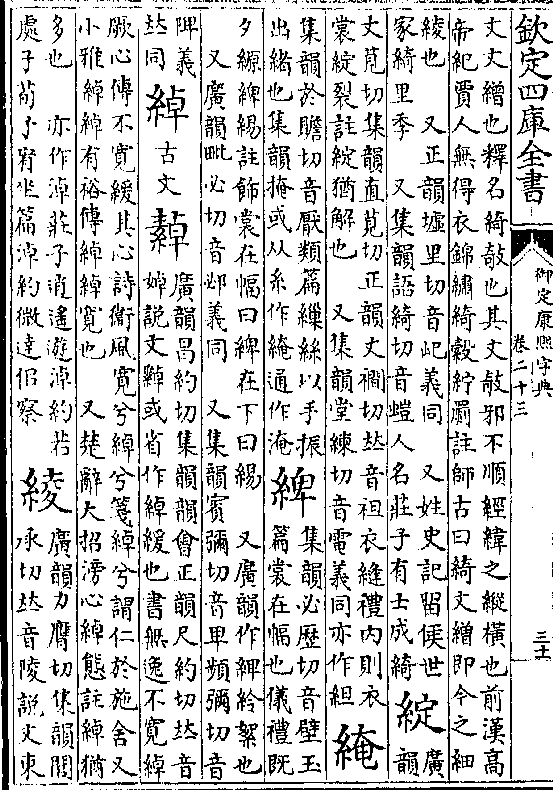 欽定四庫全書
御定康熙字典
卷二十三
三十
文文繒也釋名綺敧也其文敧邪不順經緯之縱橫也前漢高
帝紀賈人無得衣錦繡綺縠紵罽註師古曰綺文繒即今之細
綾也　又正韻墟里切音屺義同　又姓史記留侯世
家綺里季　又集韻語綺切音螘人名莊子有士成綺
綻
廣
韻
丈莧切集韻直莧切正韻丈襉切𠀤音袒衣縫禮內則衣
裳綻裂註綻猶解也　又集韻堂練切音電義同亦作組
䋋
集韻於贍切音厭類篇繅絲以手振
出緒也集韻掩或从糸作䋋通作淹
綼
集韻必歷切音壁玉
篇裳在幅也儀禮既
夕縓綼緆註飾裳在幅曰綼在下曰緆　又廣韻作綼絡絮也
又廣韻毗必切音邲義同　又集韻賓彌切音卑頻彌切音
陴義
𠀤同
綽古文繛
廣韻昌約切集韻韻會正韻尺約切𠀤音
婥說文繛或省作綽緩也書無逸不寬綽
厥心傳不寬緩其心詩衛風寬兮綽兮箋綽兮謂仁於施舍又
小雅綽綽有裕傳綽綽寬也　又楚辭大招滂心綽態註綽猶
多也　亦作淖莊子逍遙遊淖約若
處子荀子宥坐篇淖約微達佀察
綾
廣韻力膺切集韻閭
承切𠀤音陵說文東